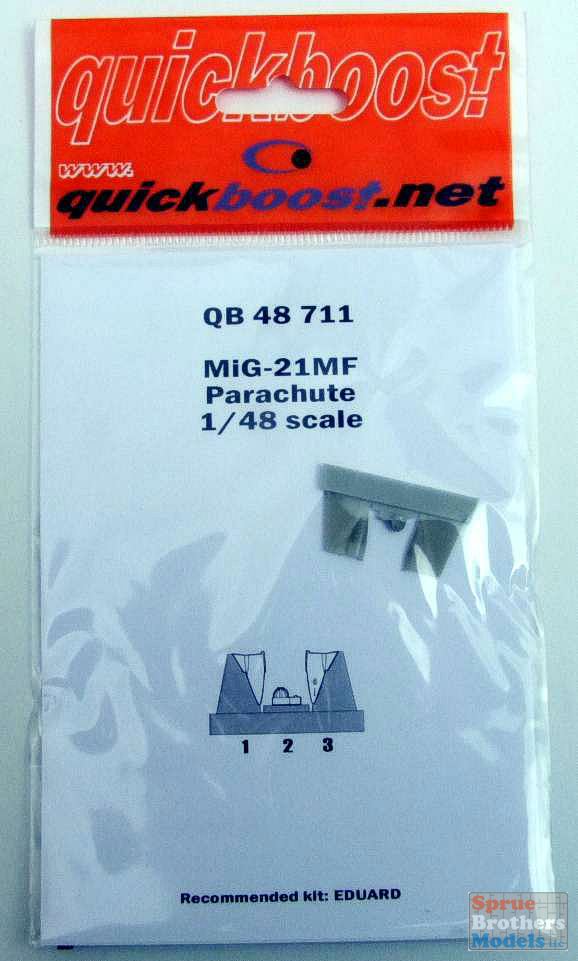 quickboost
www.
quickboost.net
QB 48 711
MiG-21MF
Parachute
1/48 scale
1 2 3
Recommended kit: EDUARD
Sprue
Brothers
Models LLC